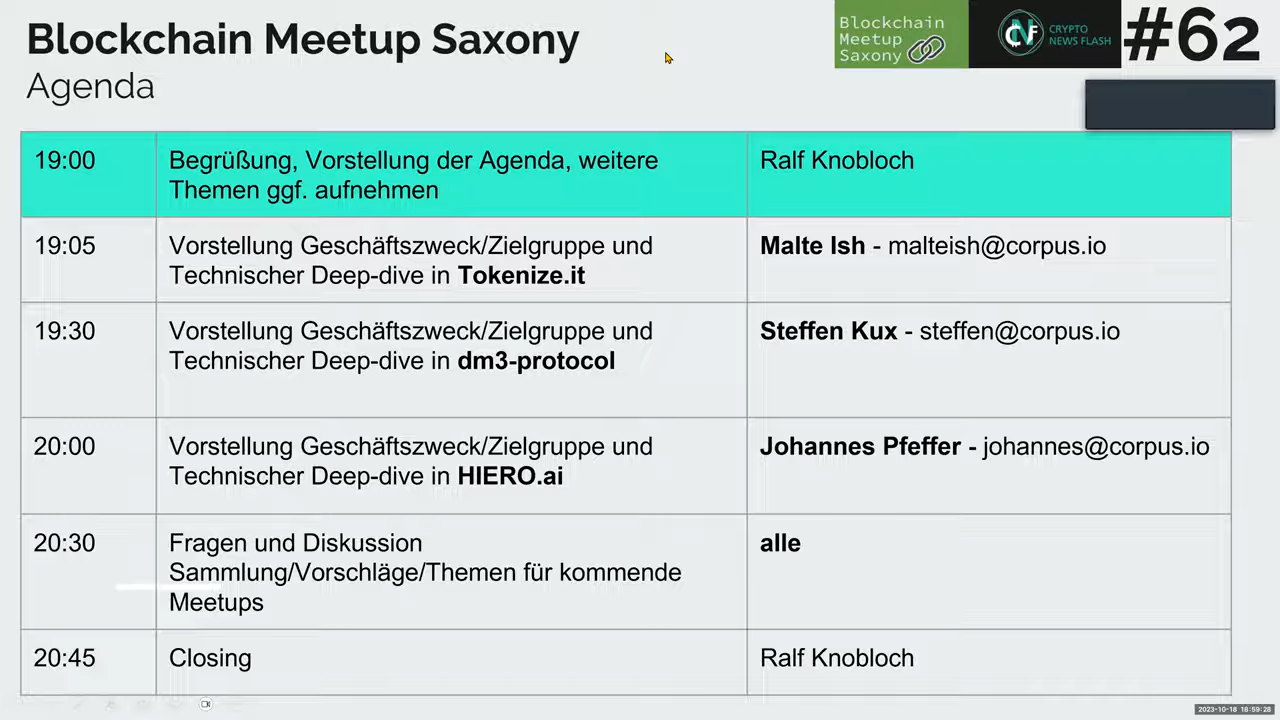 Blockchain Meetup Saxony
Agenda
Blockchain
Meetup
Saxony
CNF
CRYPTO
NEWS FLASH
#62
19:00
Begrüßung, Vorstellung der Agenda, weitere
Themen ggf. aufnehmen
Ralf Knobloch
19:05
Vorstellung Geschäftszweck/Zielgruppe und
Technischer Deep-dive in Tokenize.it
Malte Ish - malteish@corpus.io
19:30
Vorstellung Geschäftszweck/Zielgruppe und
Technischer Deep-dive in dm3-protocol
Steffen Kux - steffen@corpus.io
20:00
Vorstellung Geschäftszweck/Zielgruppe und
Technischer Deep-dive in HIERO.ai
Johannes Pfeffer - johannes@corpus.io
20:30
Fragen und Diskussion
Sammlung/Vorschläge/Themen für kommende
Meetups
alle
20:45
Closing
Ralf Knobloch
2023-10-18 18:59:28